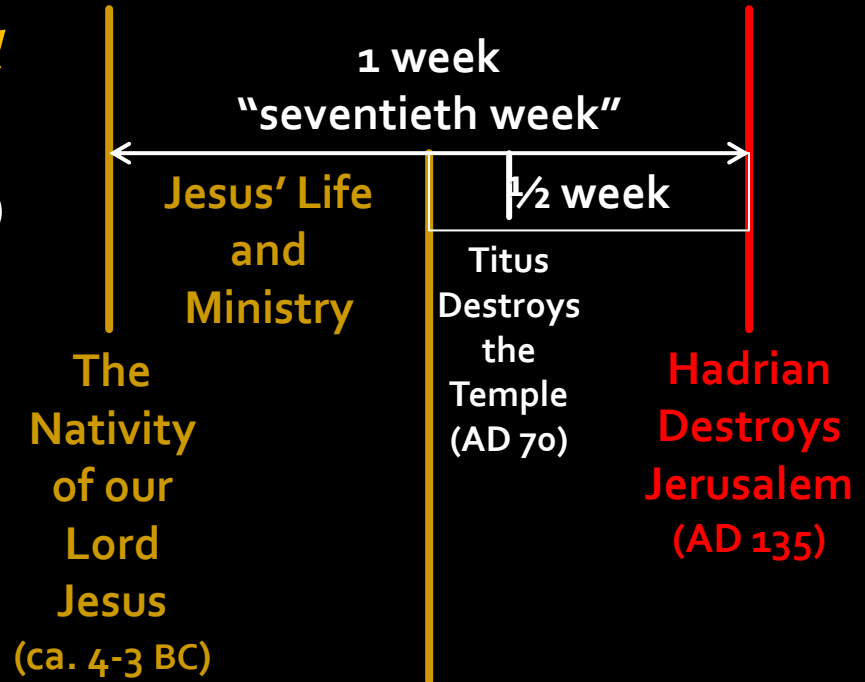 1 week
“seventieth week”
Jesus’ Life
and
Ministry
½ week
Titus
Destroys
the
Temple
(AD 70)
The
Nativity
of our
Lord
Jesus
(ca. 4-3 BC)
Hadrian
Destroys
Jerusalem
(AD 135)